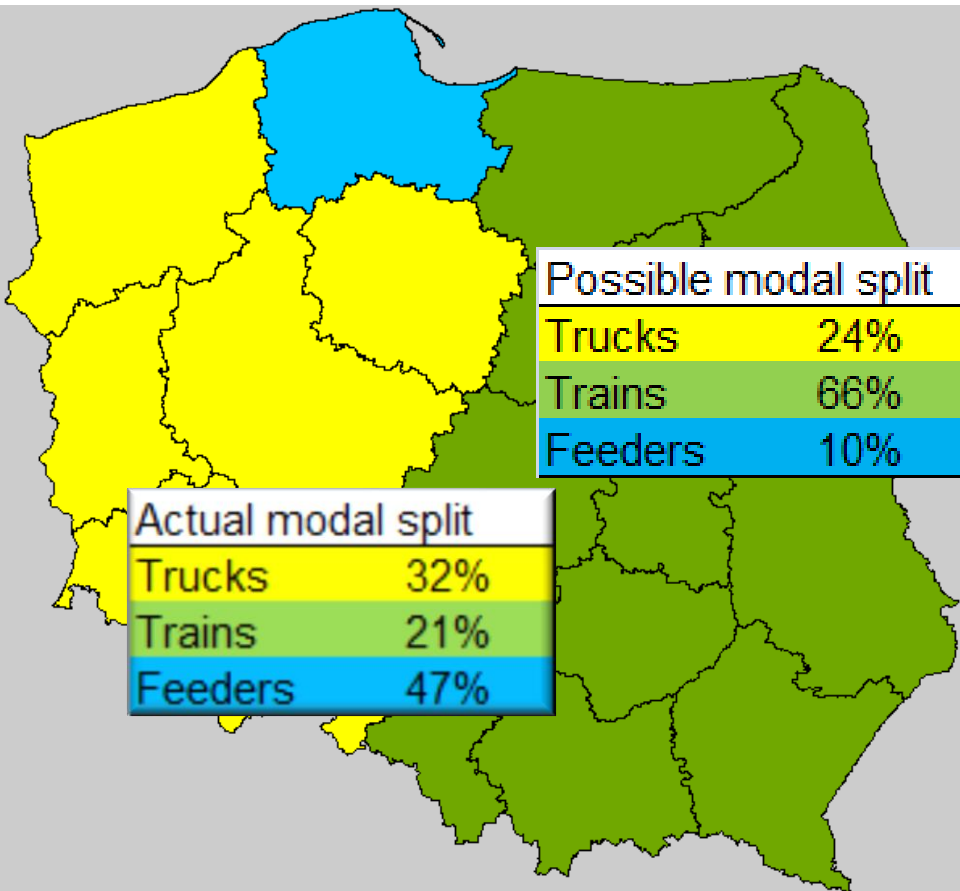 Possible modal split
Trucks 24%
Trains 66%
Feeders 10%
Actual modal split
Trucks 32%
Trains 21%
Feeders 47%